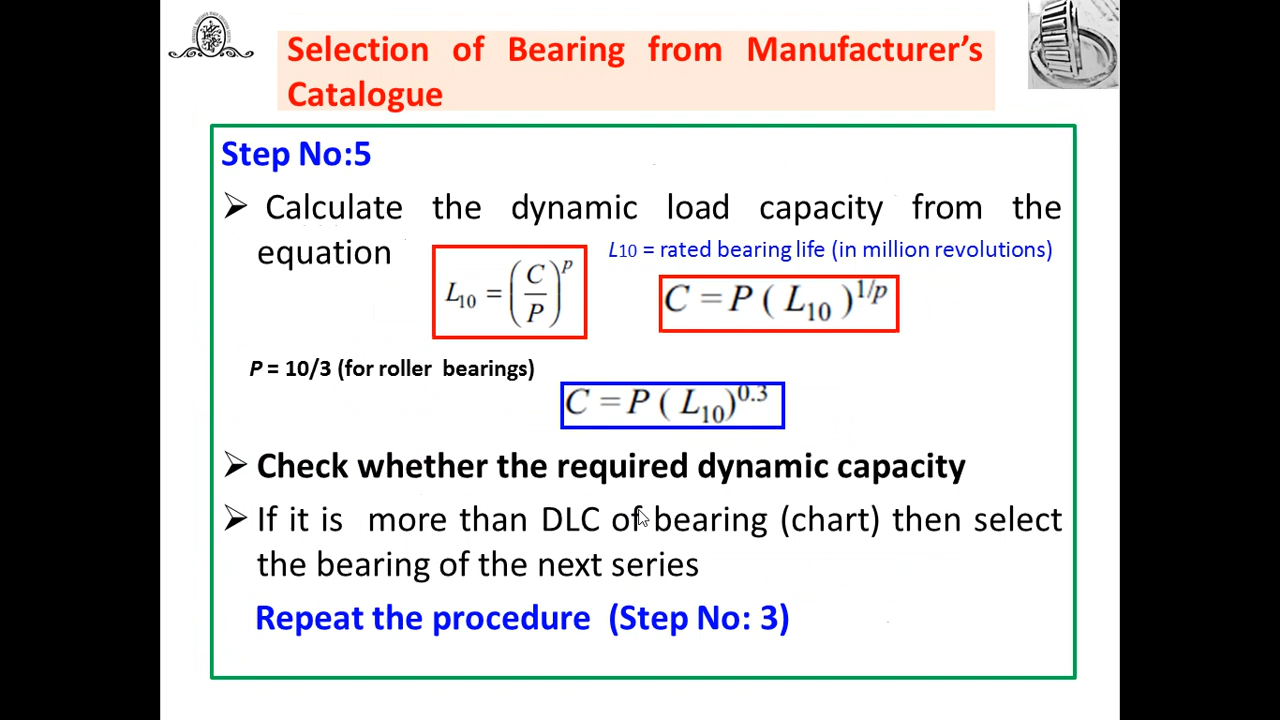 Selection of Bearing from Manufacturer's
Catalogue
Step No:5
➢ Calculate the dynamic load capacity from the
equation
L10 = rated bearing life (in million revolutions)
L₁₀ = (C/P)^p
C = P ( L₁₀ )^1/p
P = 10/3 (for roller bearings)
C = P ( L₁₀)^0.3
➢ Check whether the required dynamic capacity
➢ If it is more than DLC of bearing (chart) then select
the bearing of the next series
Repeat the procedure (Step No: 3)